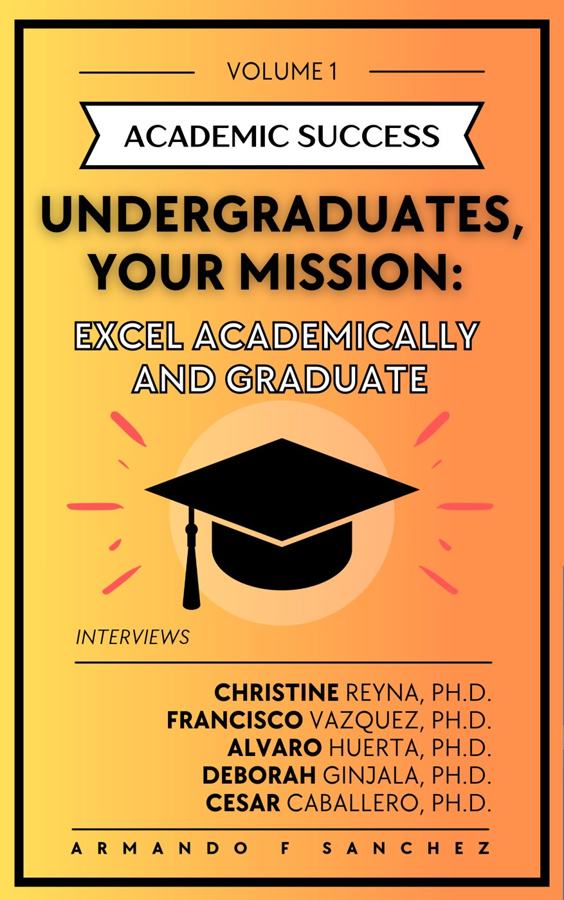 VOLUME 1
ACADEMIC SUCCESS
UNDERGRADUATES,
YOUR MISSION:
EXCEL ACADEMICALLY
AND GRADUATE
INTERVIEWS
CHRISTINE REYNA, PH.D.
FRANCISCO VAZQUEZ, PH.D.
ALVARO HUERTA, PH.D.
DEBORAH GINJALA, PH.D.
CESAR CABALLERO, PH.D.
ARMANDO F SANCHEZ